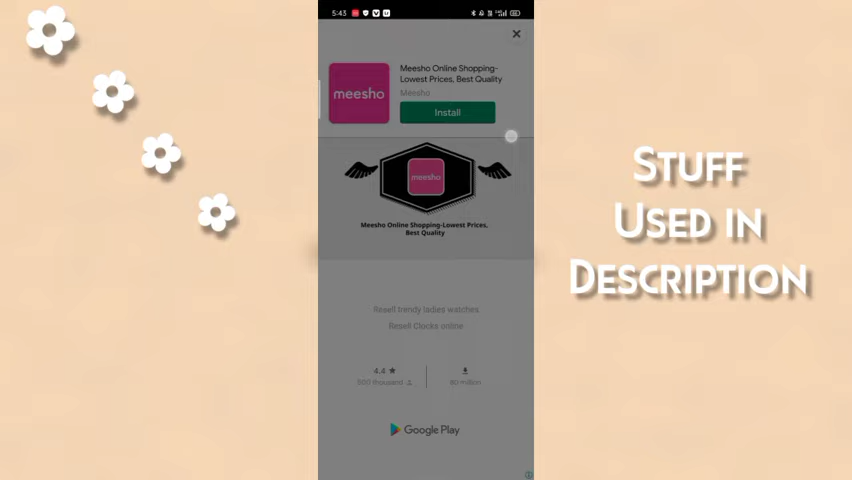 5:43
Meesho Online Shopping-
Lowest Prices, Best Quality
Meesho
meesho
Install
meesho
Meesho Online Shopping-Lowest Prices,
Best Quality
Resell trendy ladies watches
Resell Clocks online
4.4 ★
500 thousand
80 million
Google Play
STUFF
USED IN
DESCRIPTION